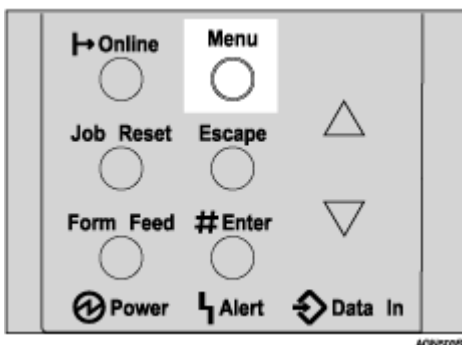 Online Menu
Job Reset Escape
Form Feed # Enter
Power Alert Data In